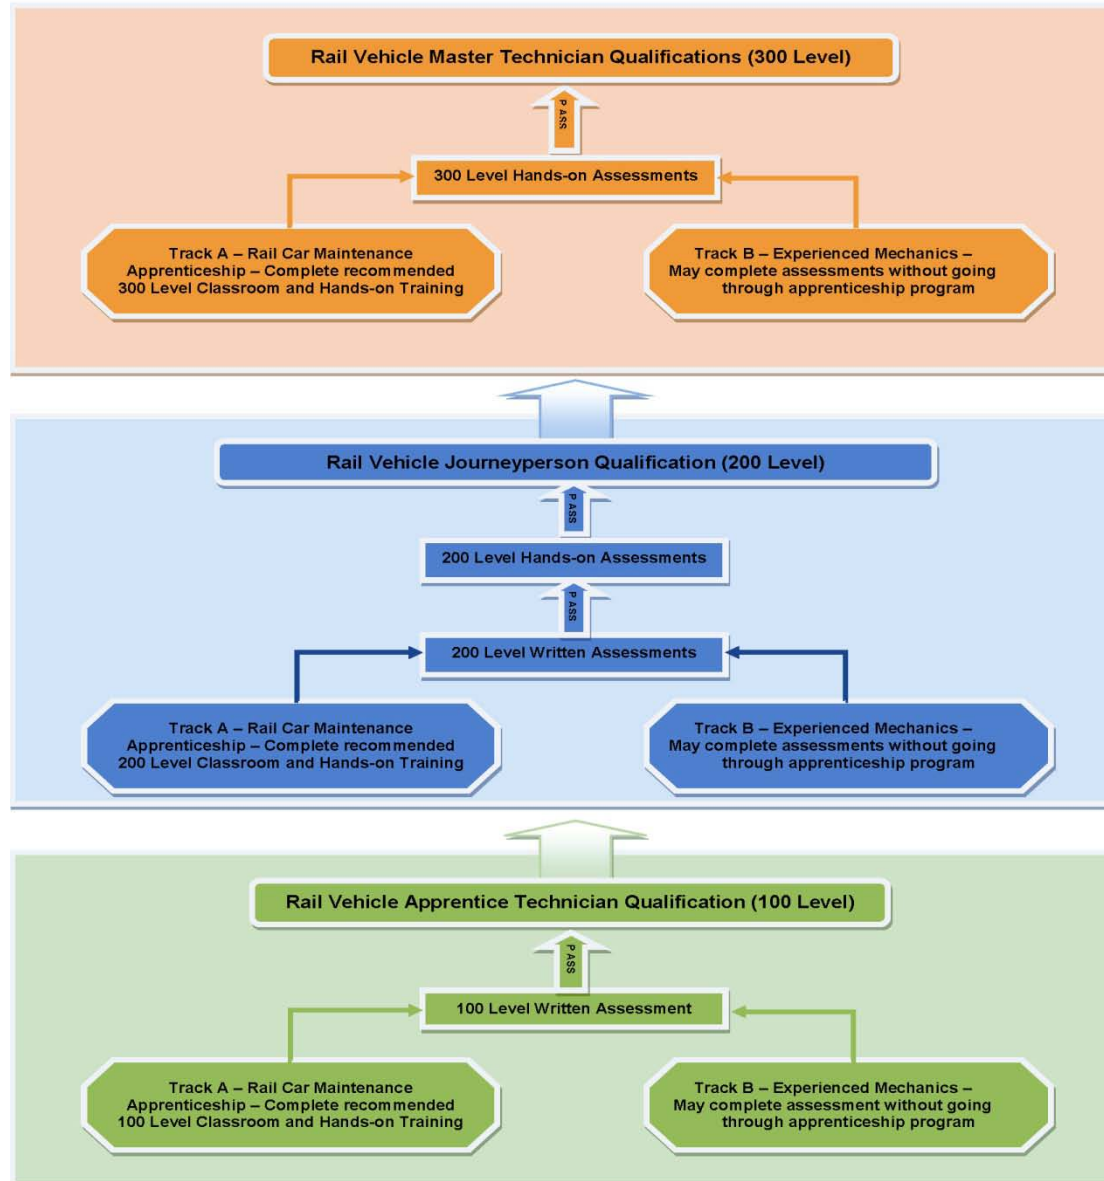 Rail Vehicle Master Technician Qualifications (300 Level)
PASS
300 Level Hands-on Assessments
Track A – Rail Car Maintenance
Apprenticeship – Complete recommended
300 Level Classroom and Hands-on Training
Track B – Experienced Mechanics –
May complete assessments without going
through apprenticeship program
Rail Vehicle Journeyperson Qualification (200 Level)
PASS
200 Level Hands-on Assessments
PASS
200 Level Written Assessments
Track A – Rail Car Maintenance
Apprenticeship – Complete recommended
200 Level Classroom and Hands-on Training
Track B – Experienced Mechanics –
May complete assessments without going
through apprenticeship program
Rail Vehicle Apprentice Technician Qualification (100 Level)
PASS
100 Level Written Assessment
Track A – Rail Car Maintenance
Apprenticeship – Complete recommended
100 Level Classroom and Hands-on Training
Track B – Experienced Mechanics –
May complete assessment without going
through apprenticeship program